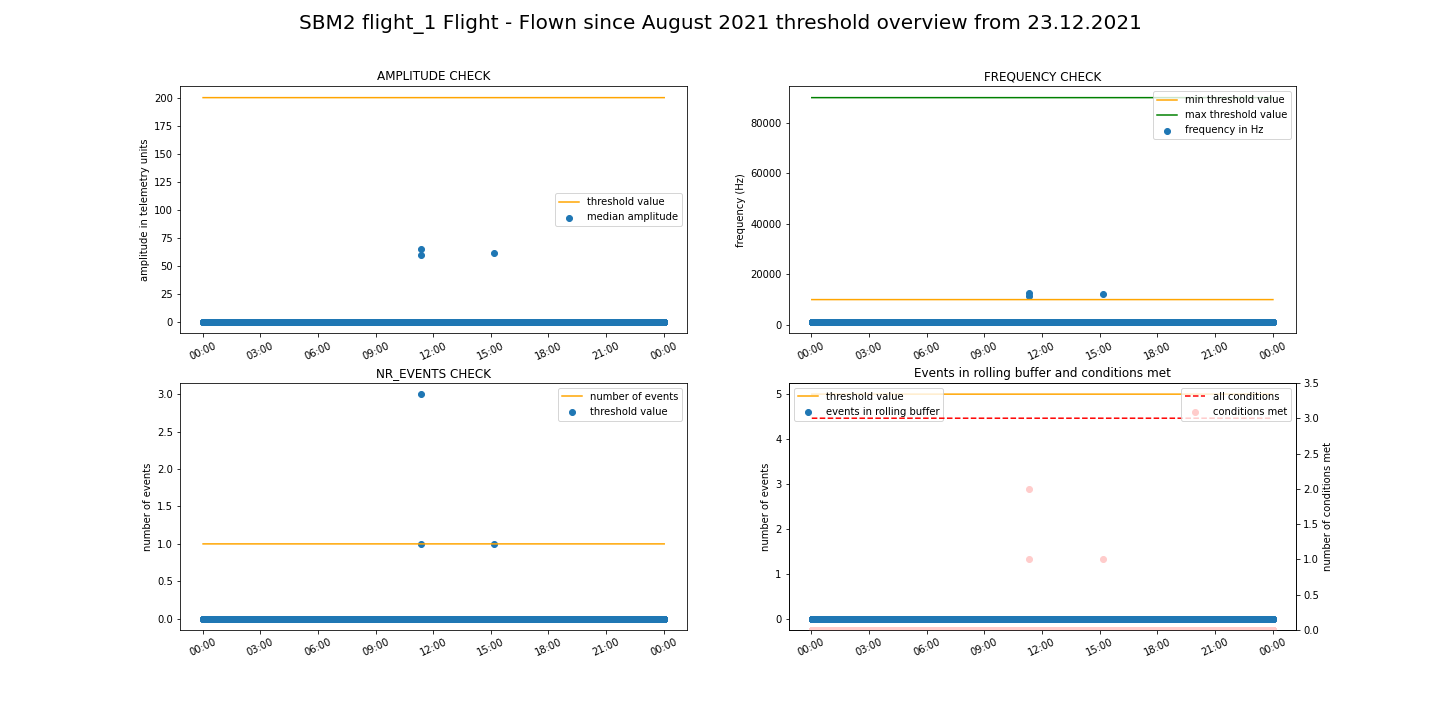 SBM2 flight_1 Flight - Flown since August 2021 threshold overview from 23.12.2021
AMPLITUDE CHECK
amplitude in telemetry units
200
175
150
125
100
75
50
25
0
threshold value
median amplitude
00:00 03:00 06:00 09:00 12:00 15:00 18:00 21:00 00:00
FREQUENCY CHECK
frequency (Hz)
80000
60000
40000
20000
0
min threshold value
max threshold value
frequency in Hz
00:00 03:00 06:00 09:00 12:00 15:00 18:00 21:00 00:00
NR_EVENTS CHECK
number of events
3.0
2.5
2.0
1.5
1.0
0.5
0.0
number of events
threshold value
00:00 03:00 06:00 09:00 12:00 15:00 18:00 21:00 00:00
Events in rolling buffer and conditions met
number of events
5
4
3
2
1
0
threshold value
events in rolling buffer
all conditions
conditions met
3.5
3.0
2.5
2.0
1.5
1.0
0.5
0.0
number of conditions met
00:00 03:00 06:00 09:00 12:00 15:00 18:00 21:00 00:00